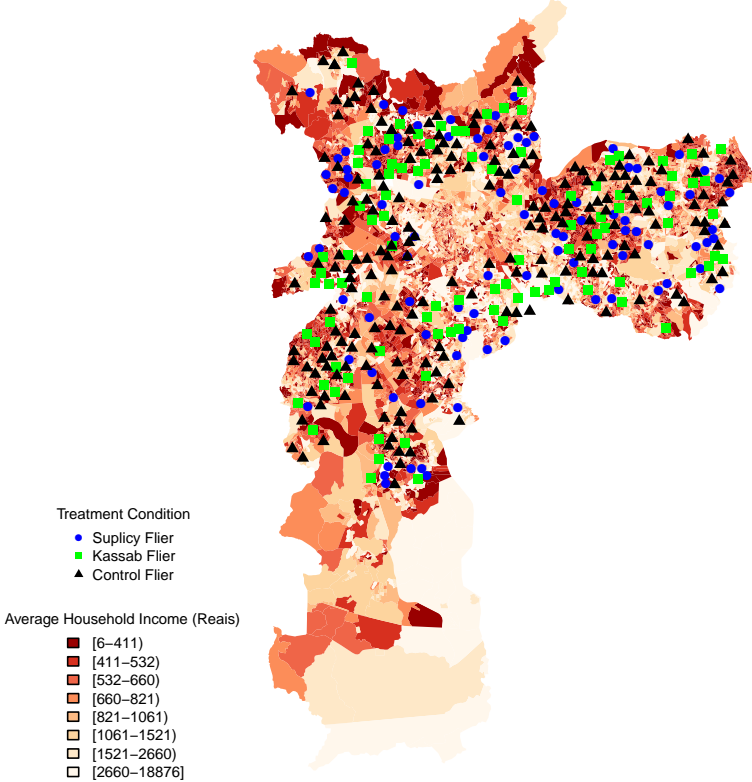 Treatment Condition
Suplicy Flier
Kassab Flier
Control Flier
Average Household Income (Reais)
[6−411)
[411−532)
[532−660)
[660−821)
[821−1061)
[1061−1521)
[1521−2660)
[2660−18876]